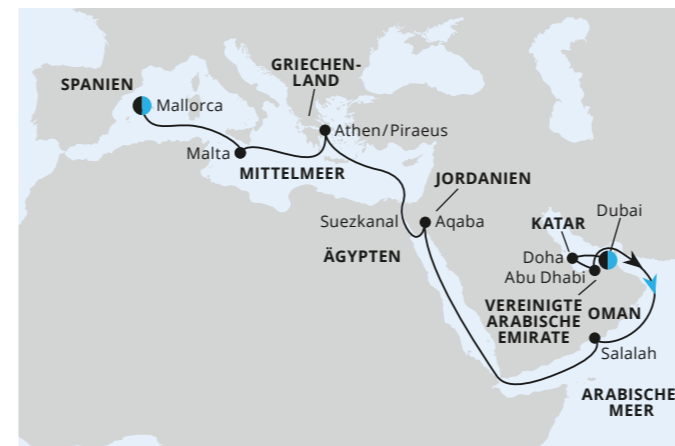 GRIECHEN-
LAND
SPANIEN
Mallorca
Athen/Piraeus
Malta
MITTELMEER
JORDANIEN
Suezkanal
Aqaba
ÄGYPTEN
KATAR
Dubai
Doha
Abu Dhabi
VEREINIGTE
ARABISCHE
EMIRATE
OMAN
Salalah
ARABISCHE
MEER